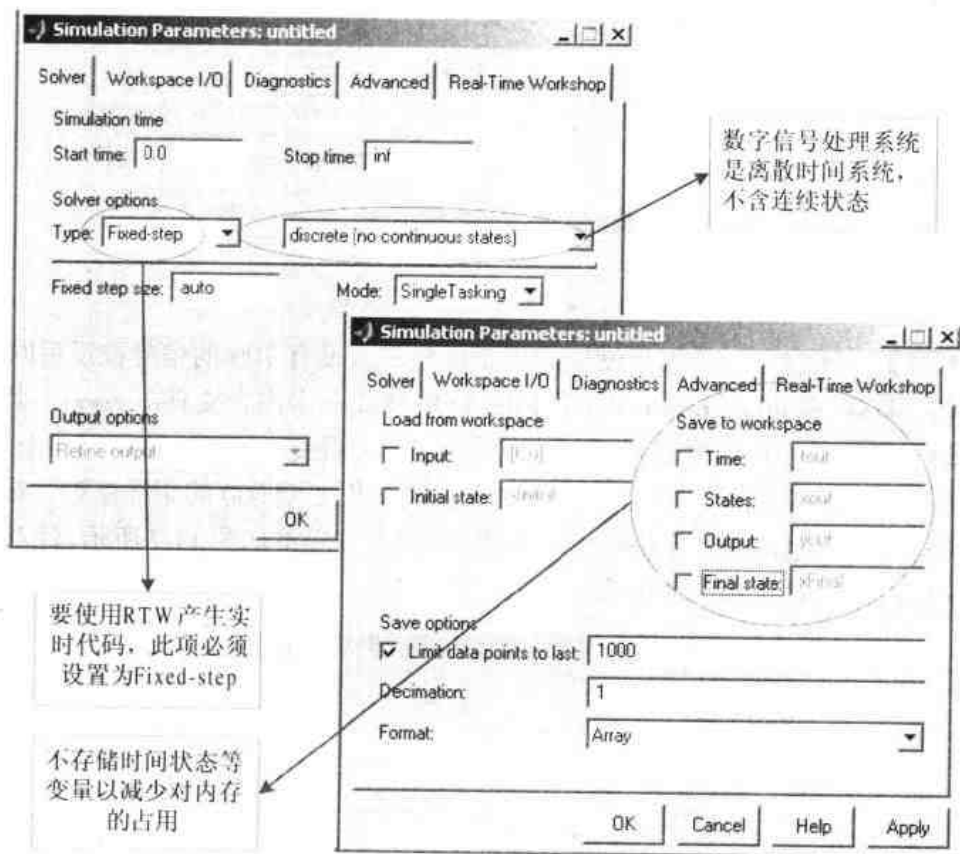 Simulation Parameters: untitled
Solver Workspace I/O Diagnostics Advanced Real-Time Workshop
Simulation time
Start time: 0.0 Stop time: inf
Solver options
Type: Fixed-step discrete (no continuous states)
Fixed step size: auto Mode: SingleTasking
Output options
Refine output
OK
数字信号处理系统
是离散时间系统,
不含连续状态
Simulation Parameters: untitled
Solver Workspace I/O Diagnostics Advanced Real-Time Workshop
Load from workspace
Input:
Initial state:
Save to workspace
Time: tout
States: xout
Output: yout
Final state: xFinal
Save options
Limit data points to last: 1000
Decimation: 1
Format: Array
OK Cancel Help Apply
要使用RTW产生实
时代码，此项必须
设置为Fixed-step
不存储时间状态等
变量以减少对内存
的占用